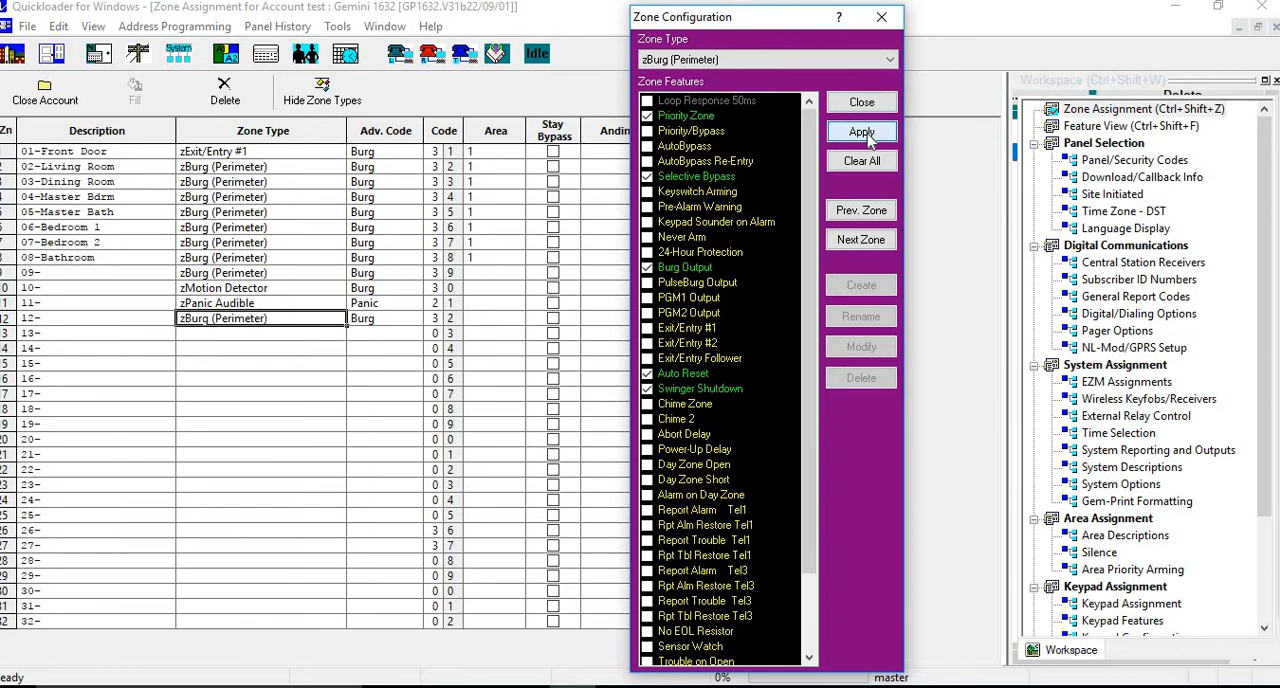 Quickloader for Windows - [Zone Assignment for Account test : Gemini 1632 [GP1632.V31b22/09/01]
File Edit View Address Programming Panel History Tools Window Help
System
Idle
Close Account Fill Delete Hide Zone Types
Zn Description Zone Type Adv. Code Code Area Stay Bypass Anding
01-Front Door zExit/Entry #1 Burg 3 1 1
2 02-Living Room zBurg (Perimeter) Burg 3 2 1
3 03-Dining Room zBurg (Perimeter) Burg 3 3 1
4 04-Master Bdrm zBurg (Perimeter) Burg 3 4 1
5 05-Master Bath zBurg (Perimeter) Burg 3 5 1
6 06-Bedroom 1 zBurg (Perimeter) Burg 3 6 1
7 07-Bedroom 2 zBurg (Perimeter) Burg 3 7 1
8 08-Bathroom zBurg (Perimeter) Burg 3 8 1
9 09- zBurg (Perimeter) Burg 3 9
10- zMotion Detector Burg 3 0
11 11- zPanic Audible Panic 2 1
12 12- zBurg (Perimeter) Burg 3 2
13- 0 3
4 14- 0 4
5 15- 0 5
6 16- 0 6
7 17- 0 7
8 18- 0 8
9 19- 0 9
20- 0 0
21- 0 1
22- 0 2
23- 0 3
24- 0 4
25- 0 5
26- 3 6
27- 3 7
28- 0 8
29- 0 9
30- 0 0
31- 0 1
32- 0 2
eady
0% master
Zone Configuration ?
Zone Type
zBurg (Perimeter)
Zone Features
Loop Response 50ms
Priority Zone
Priority/Bypass
AutoBypass
AutoBypass Re-Entry
Selective Bypass
Keyswitch Arming
Pre-Alarm Warning
Keypad Sounder on Alarm
Never Arm
24-Hour Protection
Burg Output
PulseBurg Output
PGM1 Output
PGM2 Output
Exit/Entry #1
Exit/Entry #2
Exit/Entry Follower
Auto Reset
Swinger Shutdown
Chime Zone
Chime 2
Abort Delay
Power-Up Delay
Day Zone Open
Day Zone Short
Alarm on Day Zone
Report Alarm Tel1
Rpt Alm Restore Tel1
Report Trouble Tel1
Rpt Tbl Restore Tel1
Report Alarm Tel3
Rpt Alm Restore Tel3
Report Trouble Tel3
Rpt Tbl Restore Tel3
No EOL Resistor
Sensor Watch
Trouble on Open
Close
Apply
Clear All
Prev. Zone
Next Zone
Create
Rename
Modify
Delete
Workspace (Ctrl+Shift+W)
Delete
Zone Assignment (Ctrl+Shift+Z)
Feature View (Ctrl+Shift+F)
Panel Selection
Panel/Security Codes
Download/Callback Info
Site Initiated
Time Zone - DST
Language Display
Digital Communications
Central Station Receivers
Subscriber ID Numbers
General Report Codes
Digital/Dialing Options
Pager Options
NL-Mod/GPRS Setup
System Assignment
EZM Assignments
Wireless Keyfobs/Receivers
External Relay Control
Time Selection
System Reporting and Outputs
System Descriptions
System Options
Gem-Print Formatting
Area Assignment
Area Descriptions
Silence
Area Priority Arming
Keypad Assignment
Keypad Assignment
Keypad Features
Workspace